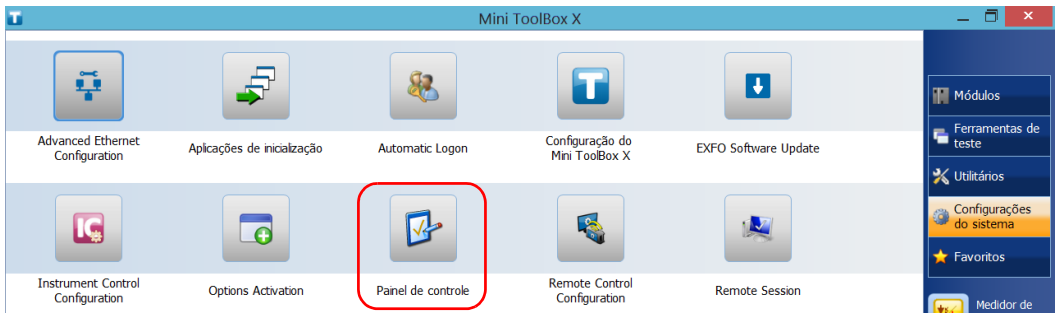 Mini ToolBox X
Advanced Ethernet
Configuration
Aplicações de inicialização
Automatic Logon
Configuração do
Mini ToolBox X
EXFO Software Update
Instrument Control
Configuration
Options Activation
Painel de controle
Remote Control
Configuration
Remote Session
Módulos
Ferramentas de
teste
Utilitários
Configurações
do sistema
Favoritos
Medidor de